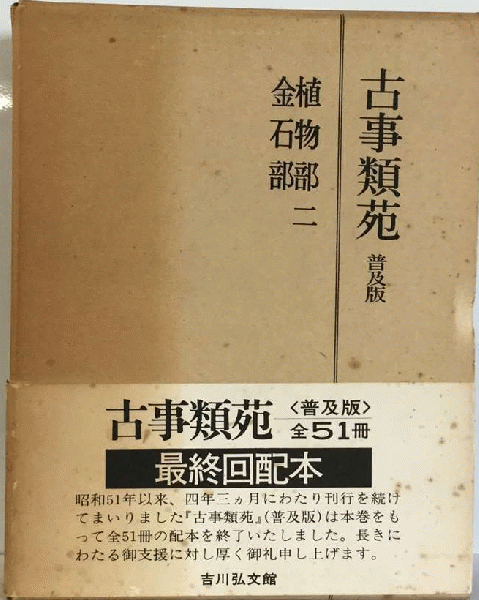 古事類苑 普及版
植物部 二
金石部
古事類苑
〈普及版〉
全51冊
最終回配本
昭和51年以来、四年三ヵ月にわたり刊行を続け
てまいりました『古事類苑』(普及版)は本巻をも
って全51冊の配本を終了いたしました。長きに
わたる御支援に対し厚く御礼申し上げます。
吉川弘文館